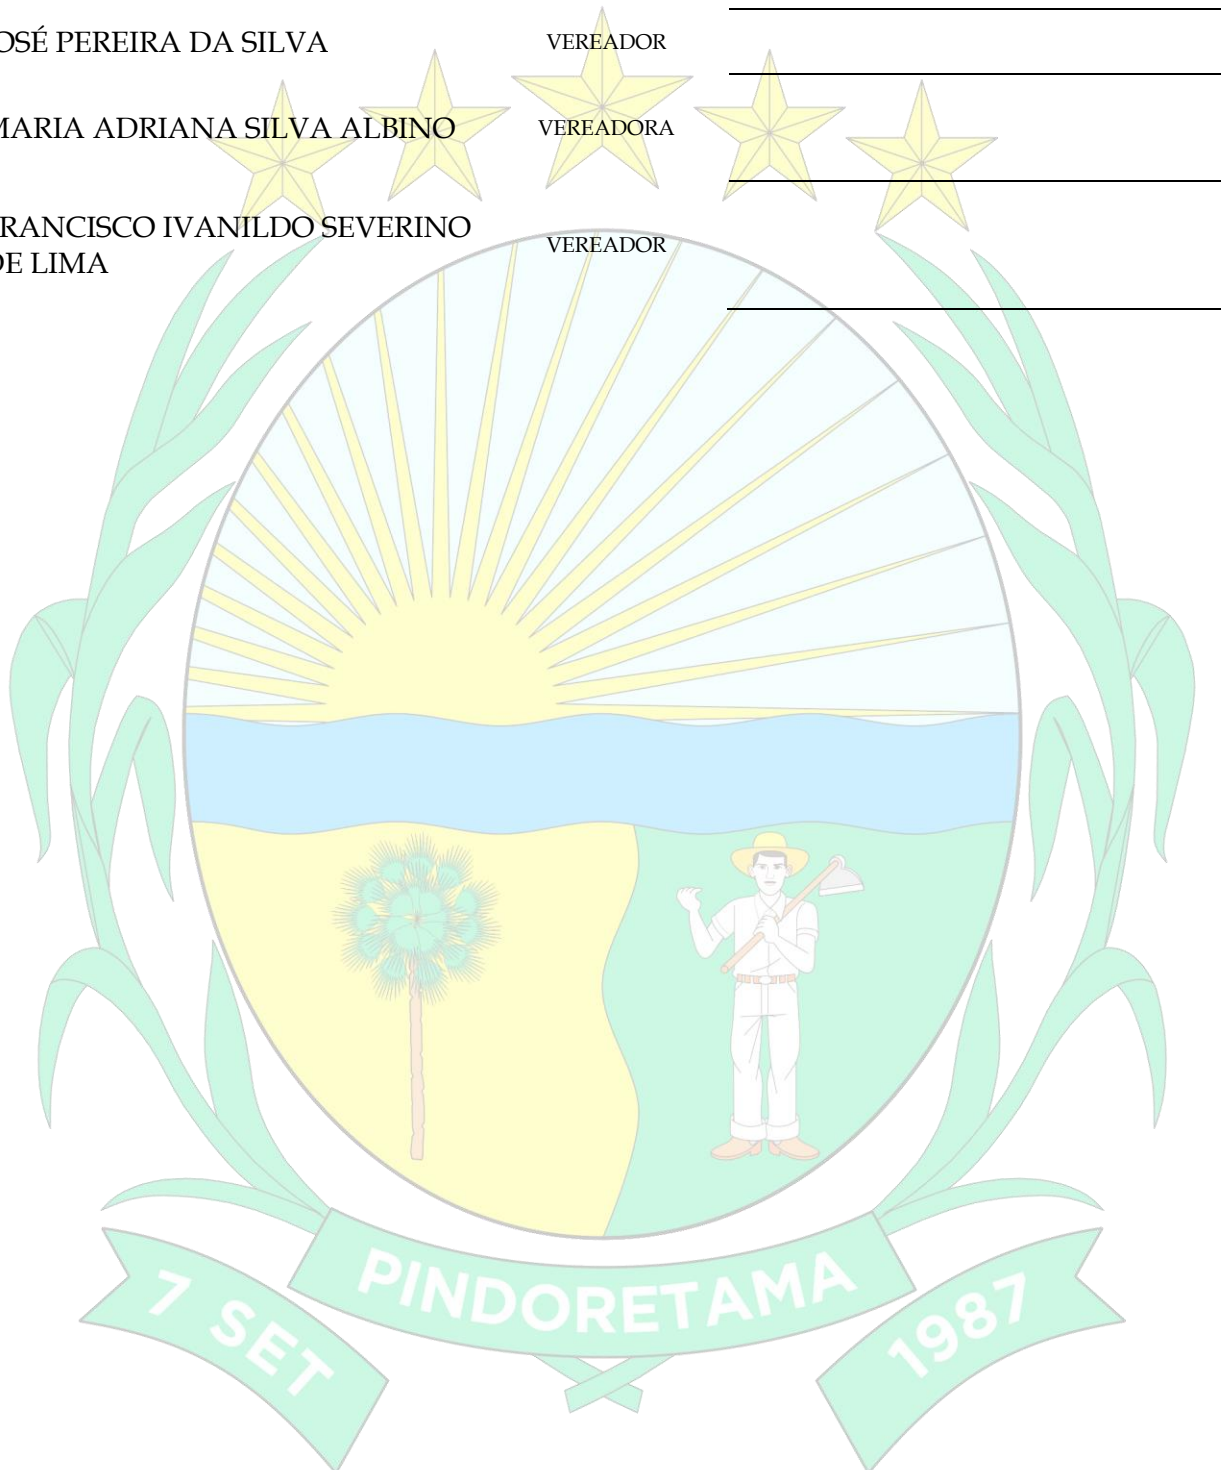 OSÉ PEREIRA DA SILVA VEREADOR
MARIA ADRIANA SILVA ALBINO VEREADORA
RANCISCO IVANILDO SEVERINO VEREADOR
DE LIMA
PINDORETAMA
7 SET 1987